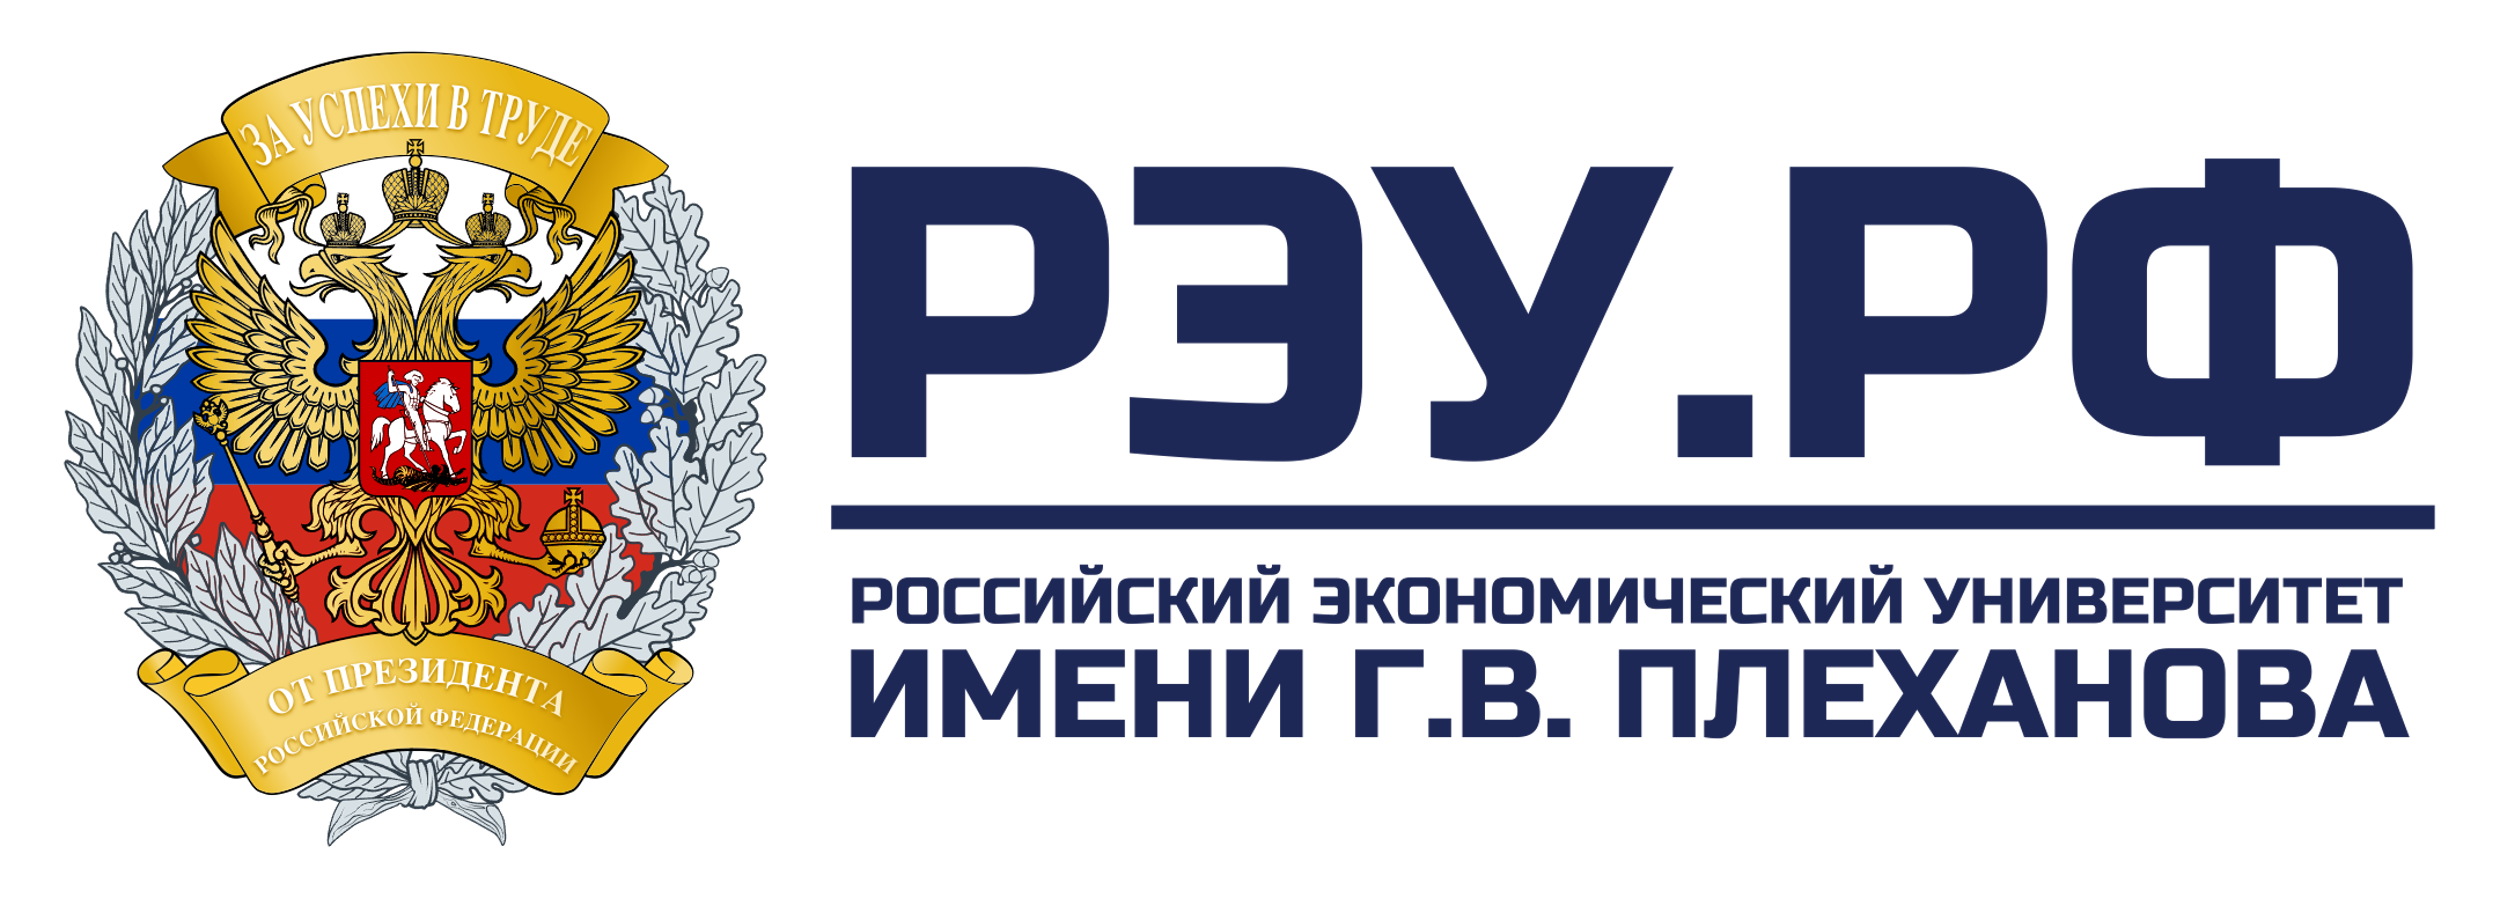 ЗА УСПЕХИ В ТРУДЕ
ОТ ПРЕЗИДЕНТА
РОССИЙСКОЙ ФЕДЕРАЦИИ
РЭУ.РФ
РОССИЙСКИЙ ЭКОНОМИЧЕСКИЙ УНИВЕРСИТЕТ
ИМЕНИ Г.В. ПЛЕХАНОВА